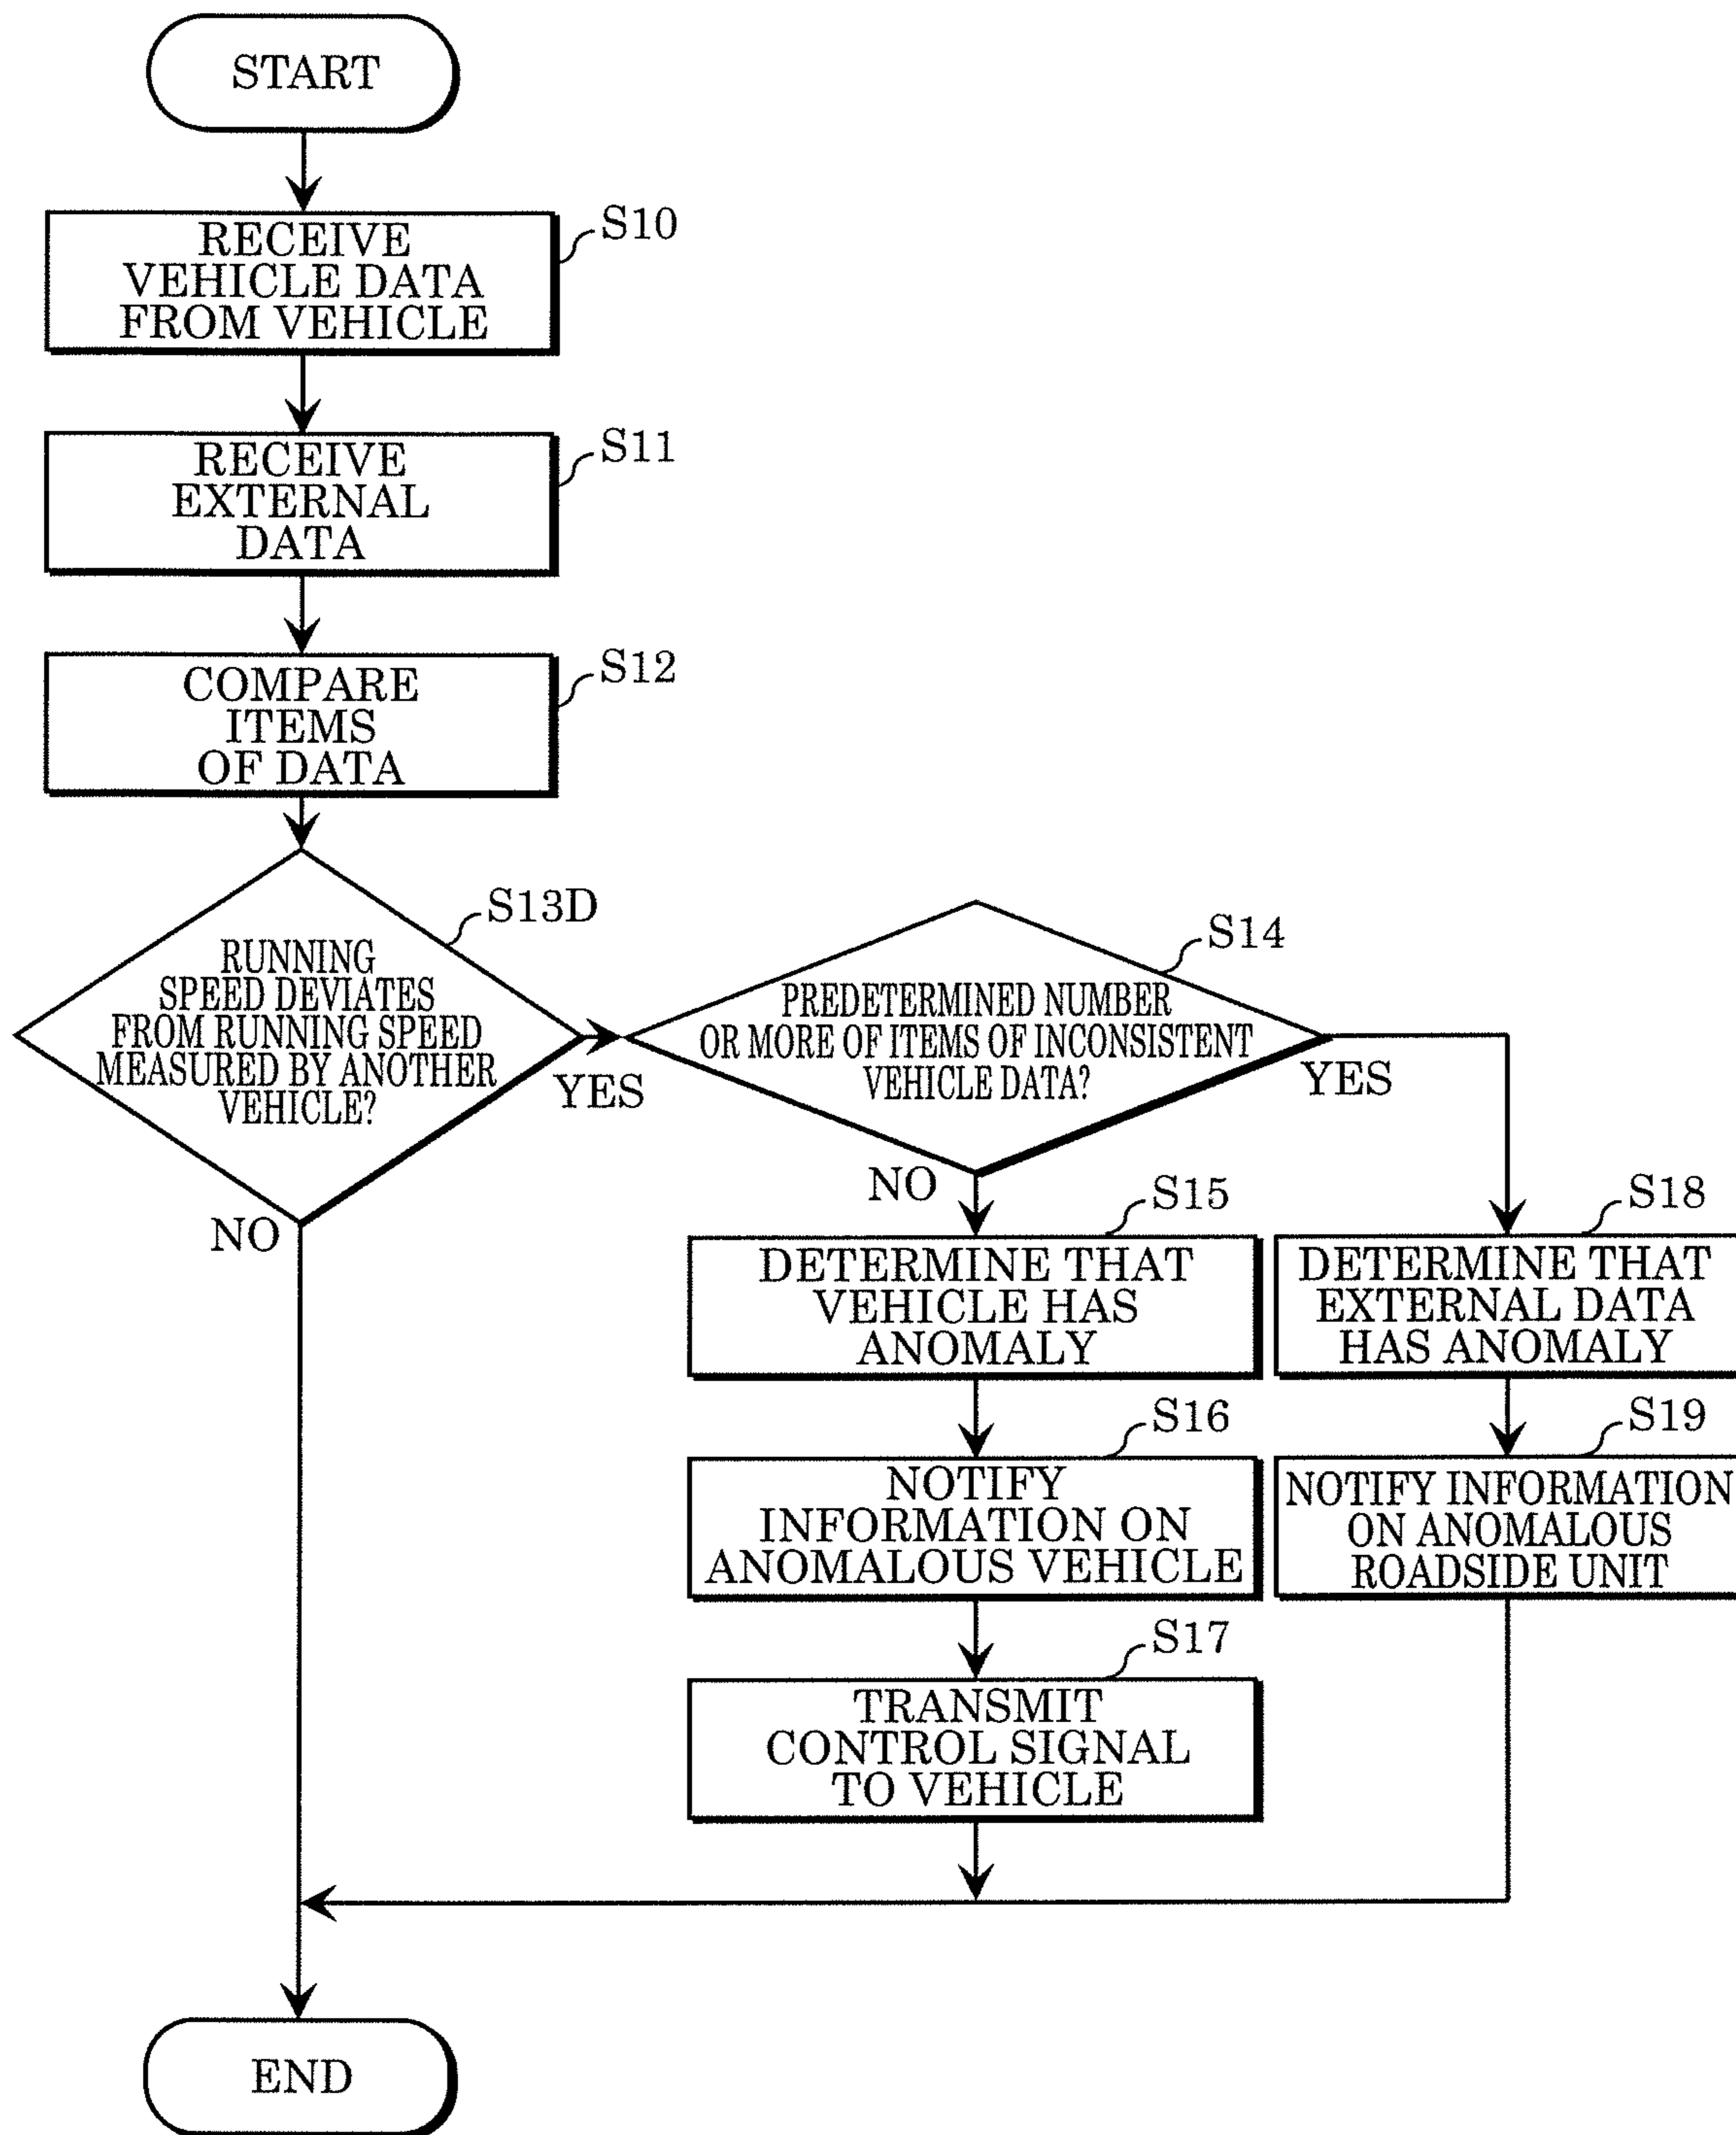 START
S10
RECEIVE
VEHICLE DATA
FROM VEHICLE
S11
RECEIVE
EXTERNAL
DATA
S12
COMPARE
ITEMS
OF DATA
S13D
RUNNING
SPEED DEVIATES
FROM RUNNING SPEED
MEASURED BY ANOTHER
VEHICLE?
YES
NO
S14
PREDETERMINED NUMBER
OR MORE OF ITEMS OF INCONSISTENT
VEHICLE DATA?
YES
NO
S15
DETERMINE THAT
VEHICLE HAS
ANOMALY
S18
DETERMINE THAT
EXTERNAL DATA
HAS ANOMALY
S16
NOTIFY
INFORMATION ON
ANOMALOUS VEHICLE
S19
NOTIFY INFORMATION
ON ANOMALOUS
ROADSIDE UNIT
S17
TRANSMIT
CONTROL SIGNAL
TO VEHICLE
END